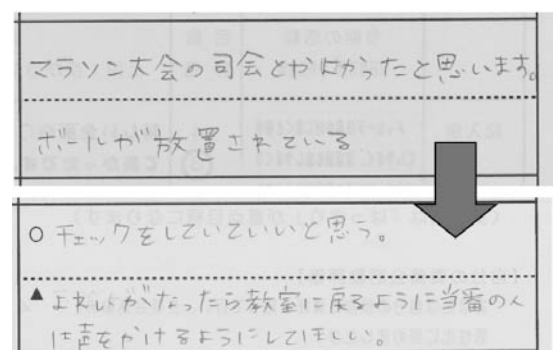 マラソン大会の司会とかよかったと思います。
ボールが放置されている
○ チェックをしていていいと思う。
▲ よれいがなったら教室に戻るように当番の人
は声をかけるようにしてほしい。